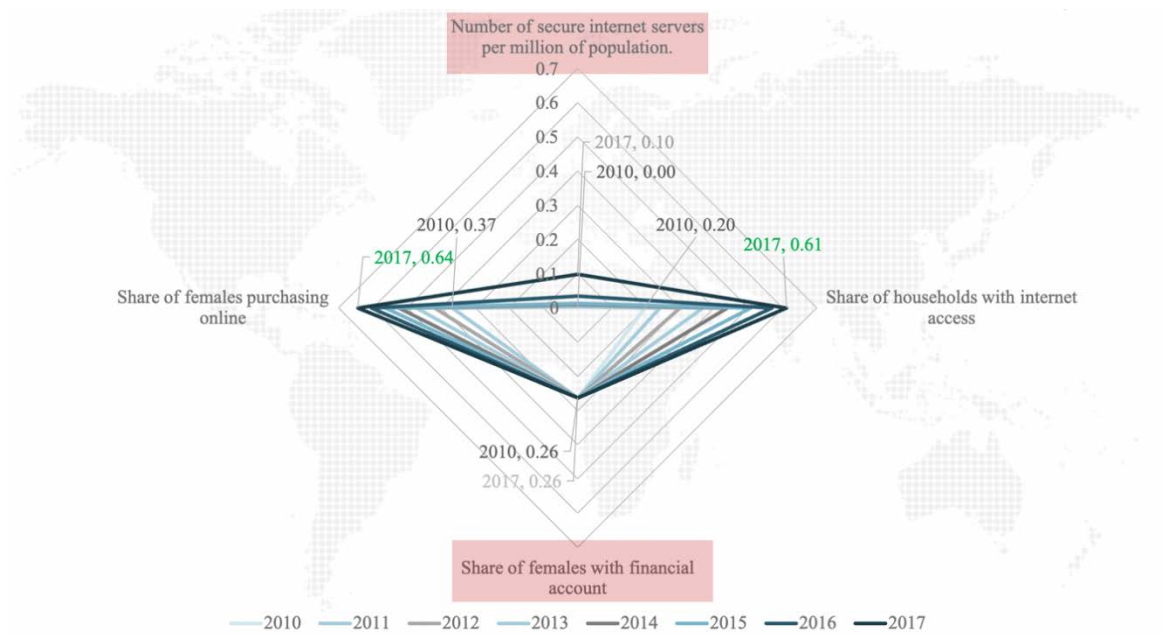 Number of secure internet servers
per million of population.
0.7
0.6
0.5
2017, 0.10
0.4
2010, 0.00
0.3
2010, 0.37
2010, 0.20
0.2
2017, 0.61
2017, 0.64
0.1
Share of females purchasing
online
0
Share of households with internet
access
2010, 0.26
2017, 0.26
Share of females with financial
account
2010 2011 2012 2013 2014 2015 2016 2017